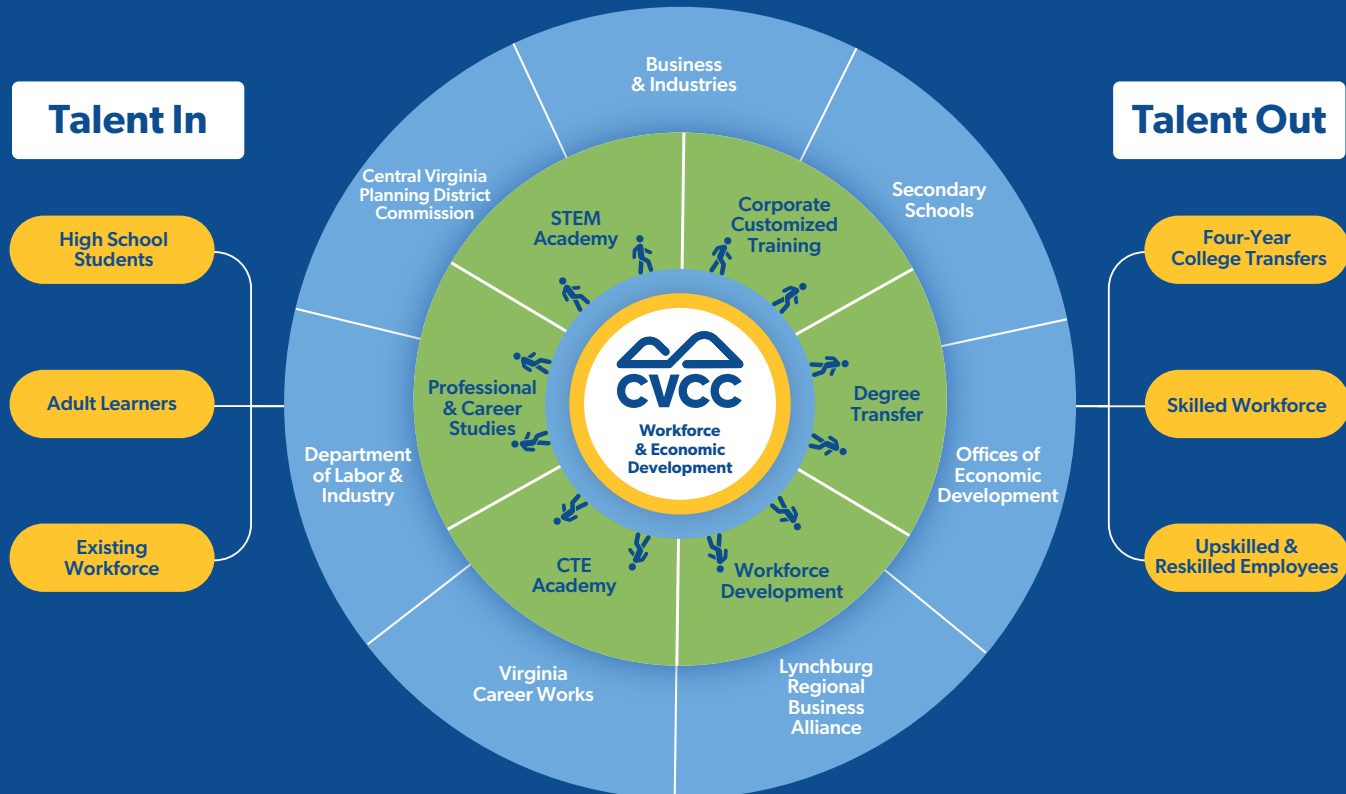 Talent In
High School
Students
Adult Learners
Existing
Workforce
Business
& Industries
Secondary
Schools
Offices of
Economic
Development
Lynchburg
Regional
Business
Alliance
Virginia
Career Works
Department
of Labor &
Industry
Central Virginia
Planning District
Commission
STEM
Academy
Corporate
Customized
Training
Degree
Transfer
Workforce
Development
CTE
Academy
Professional
& Career
Studies
CVCC
Workforce
& Economic
Development
Talent Out
Four-Year
College Transfers
Skilled Workforce
Upskilled &
Reskilled Employees